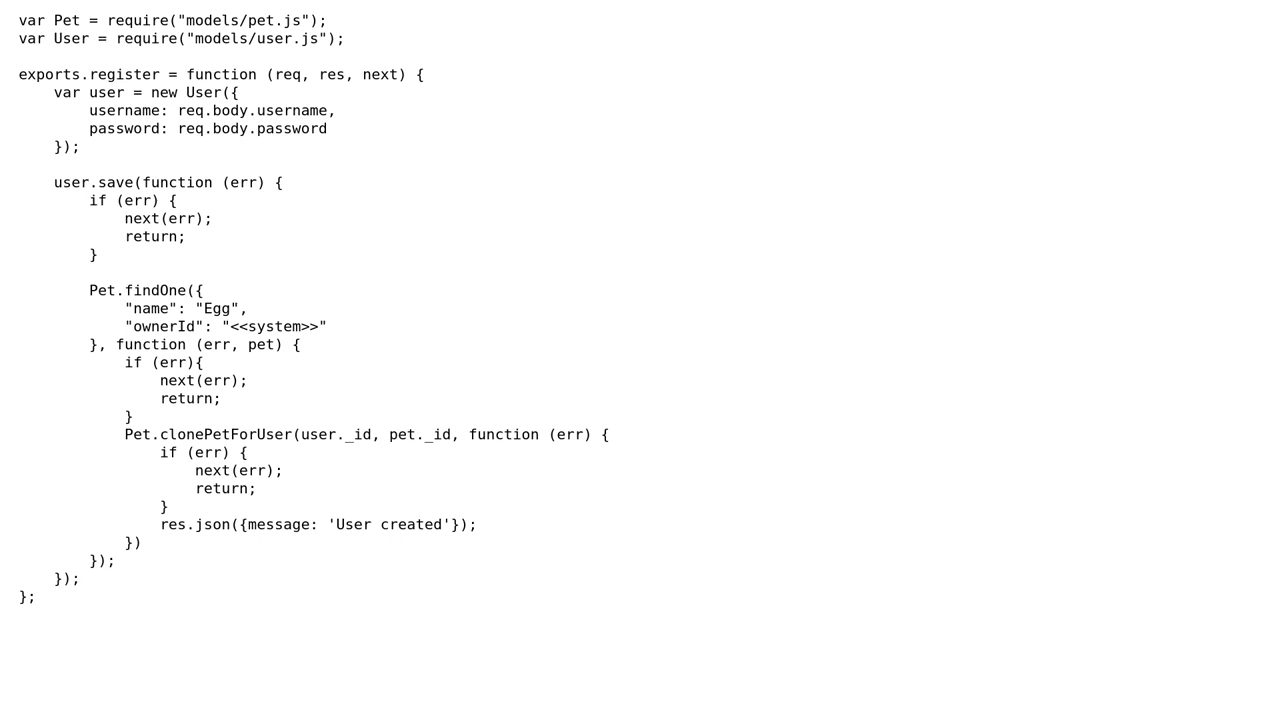 var Pet = require("models/pet.js");
var User = require("models/user.js");

exports.register = function (req, res, next) {
    var user = new User({
        username: req.body.username,
        password: req.body.password
    });

    user.save(function (err) {
        if (err) {
            next(err);
            return;
        }

        Pet.findOne({
            "name": "Egg",
            "ownerId": "<<system>>"
        }, function (err, pet) {
            if (err){
                next(err);
                return;
            }
            Pet.clonePetForUser(user._id, pet._id, function (err) {
                if (err) {
                    next(err);
                    return;
                }
                res.json({message: 'User created'});
            })
        });
    });
};